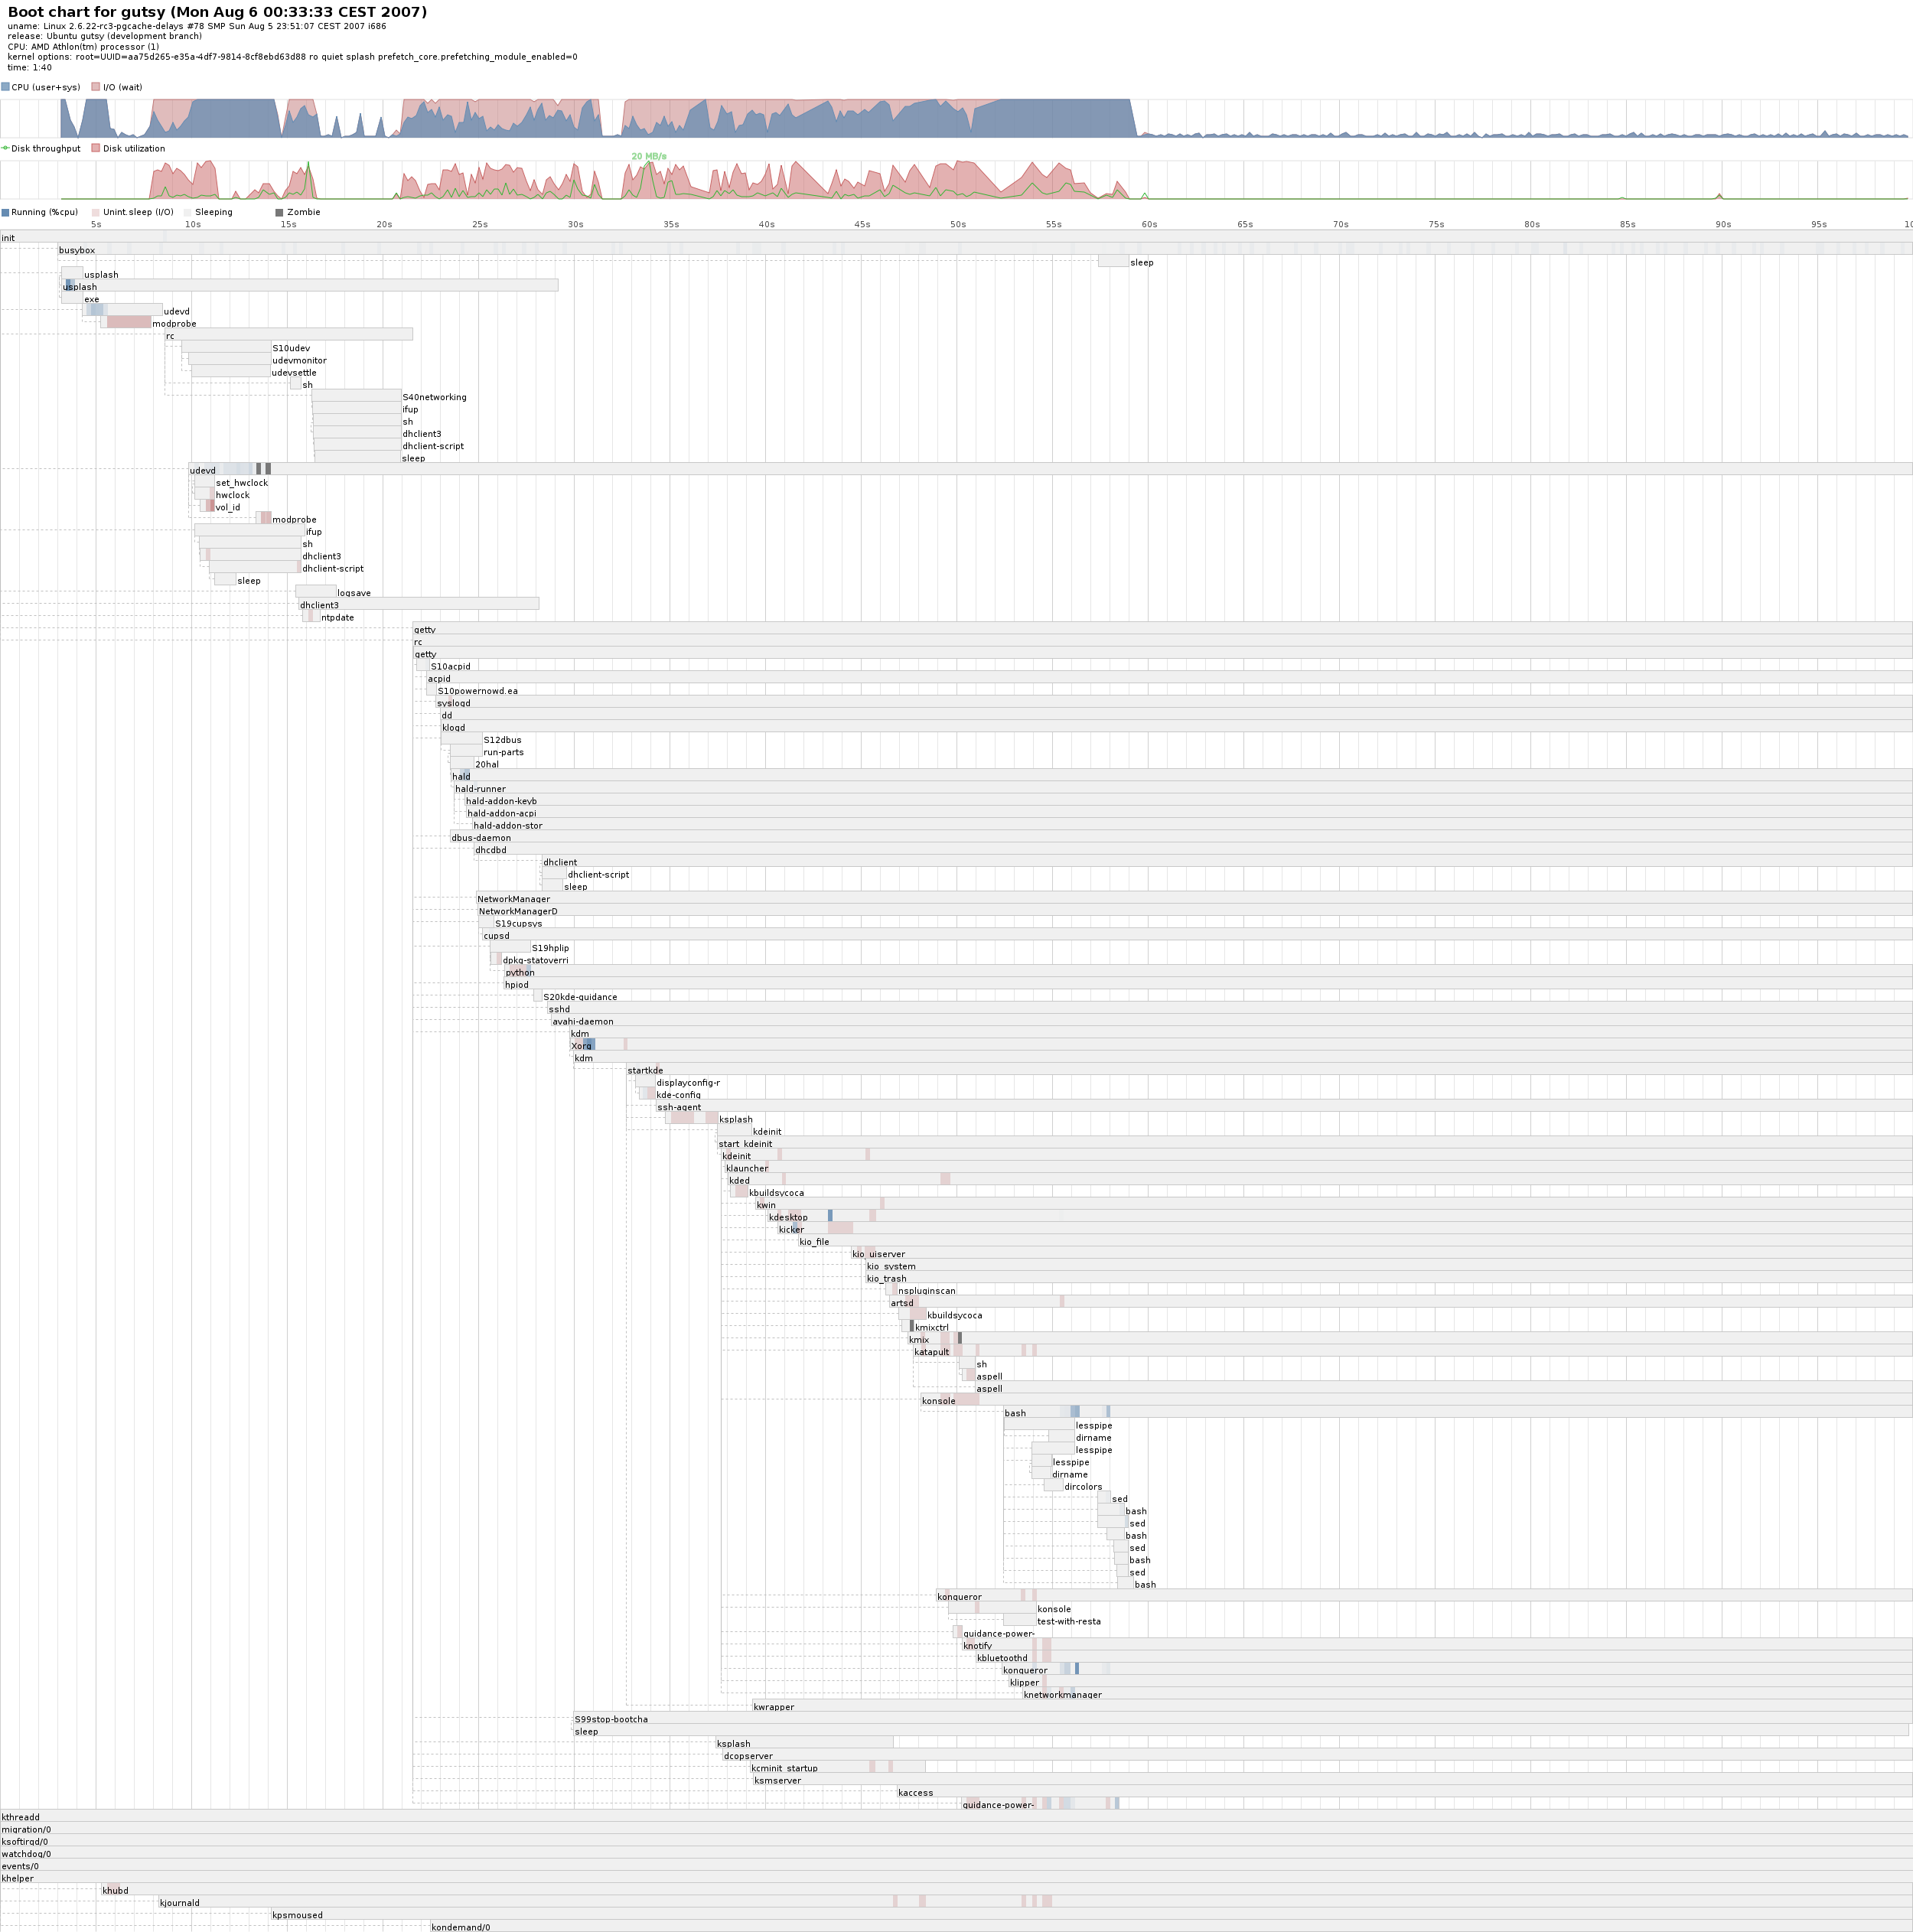 Boot chart for gutsy (Mon Aug 6 00:33:33 CEST 2007)
uname: Linux 2.6.22-rc3-pgcache-delays #78 SMP Sun Aug 5 23:51:07 CEST 2007 i686
release: Ubuntu gutsy (development branch)
CPU: AMD Athlon(tm) processor (1)
kernel options: root=UUID=aa75d265-e35a-4df7-9814-8cf8ebd63d88 ro quiet splash prefetch_core.prefetching_module_enabled=0
time: 1:40
CPU (user+sys) I/O (wait)
Disk throughput Disk utilization
20 MB/s
Running (%cpu) Unint.sleep (I/O) Sleeping Zombie
5s 10s 15s 20s 25s 30s 35s 40s 45s 50s 55s 60s 65s 70s 75s 80s 85s 90s 95s 10
init
busybox
sleep
usplash
usplash
exe
udevd
modprobe
rc
S10udev
udevmonitor
udevsettle
sh
S40networking
ifup
sh
dhclient3
dhclient-script
sleep
udevd
set_hwclock
hwclock
vol_id
modprobe
ifup
sh
dhclient3
dhclient-script
sleep
logsave
dhclient3
ntpdate
getty
rc
getty
S10acpid
acpid
S10powernowd.ea
syslogd
dd
klogd
S12dbus
run-parts
20hal
hald
hald-runner
hald-addon-keyb
hald-addon-acpi
hald-addon-stor
dbus-daemon
dhcdbd
dhclient
dhclient-script
sleep
NetworkManager
NetworkManagerD
S19cupsys
cupsd
S19hplip
dpkg-statoverri
python
hpiod
S20kde-guidance
sshd
avahi-daemon
kdm
Xorg
kdm
startkde
displayconfig-r
kde-config
ssh-agent
ksplash
kdeinit
start_kdeinit
kdeinit
klauncher
kded
kbuildsycoca
kwin
kdesktop
kicker
kio_file
kio_uiserver
kio_system
kio_trash
nspluginscan
artsd
kbuildsycoca
kmixctrl
kmix
katapult
sh
aspell
aspell
konsole
bash
lesspipe
dirname
lesspipe
lesspipe
dirname
dircolors
sed
bash
sed
bash
sed
bash
sed
bash
konqueror
konsole
test-with-resta
guidance-power-
knotify
kbluetoothd
konqueror
klipper
knetworkmanager
kwrapper
S99stop-bootcha
sleep
ksplash
dcopserver
kcminit_startup
ksmserver
kaccess
guidance-power-
kthreadd
migration/0
ksoftirqd/0
watchdog/0
events/0
khelper
khubd
kjournald
kpsmoused
kondemand/0